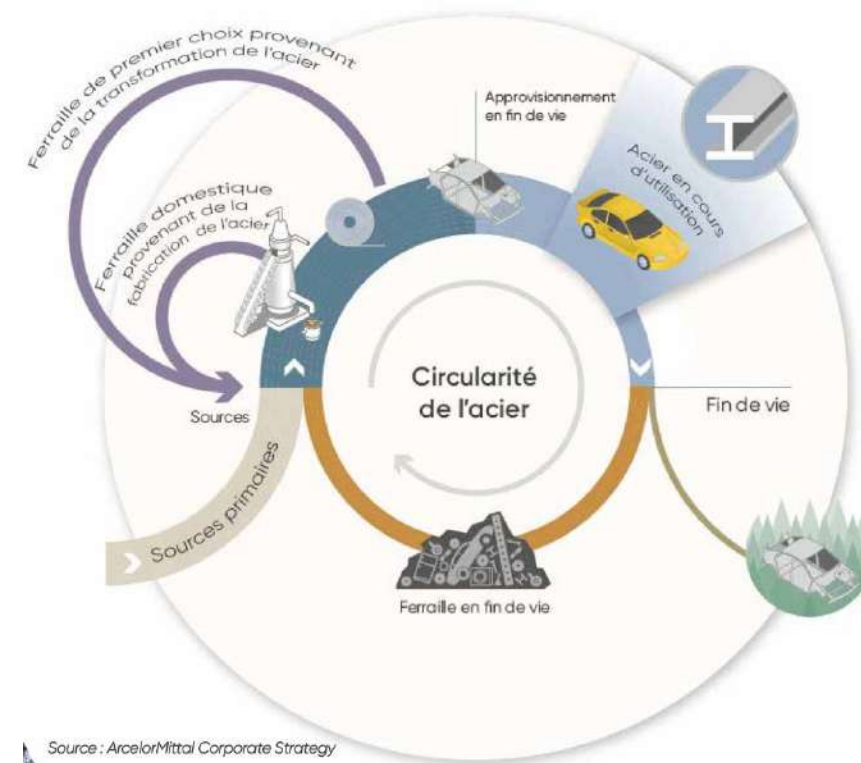 Ferraille de premier choix provenant
de la transformation de l'acier
Ferraille domestique
provenant de la
fabrication de l'acier
Approvisionnement
en fin de vie
Acier en cours
d'utilisation
Circularité
de l'acier
Sources
Fin de vie
Sources primaires
Ferraille en fin de vie
Source : ArcelorMittal Corporate Strategy